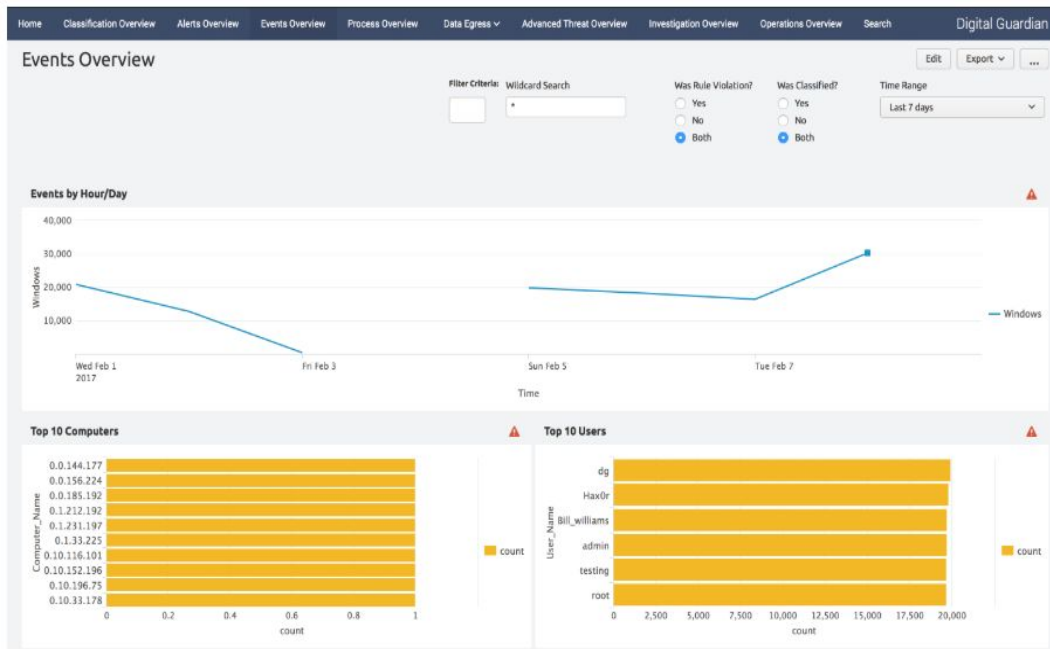 Home Classification Overview Alerts Overview Events Overview Process Overview Data Egress Advanced Threat Overview Investigation Overview Operations Overview Search Digital Guardian
Events Overview
Edit Export ...
Filter Criteria: Wildcard Search Was Rule Violation? Was Classified? Time Range
* Yes Yes Last 7 days
No No
Both Both
Events by Hour/Day
40,000
30,000
20,000
10,000
Windows
Windows
Wed Feb 1 Fri Feb 3 Sun Feb 5 Tue Feb 7
2017
Time
Top 10 Computers
Computer_Name
0.0.144.177
0.0.156.224
0.0.185.192
0.1.212.192
0.1.231.197
0.1.33.225
0.10.116.101
0.10.152.196
0.10.196.75
0.10.33.178
count
0 0.2 0.4 0.6 0.8 1
count
Top 10 Users
User_Name
dg
Hax0r
Bill_williams
admin
testing
root
count
0 2,500 5,000 7,500 10,000 12,500 15,000 17,500 20,000
count